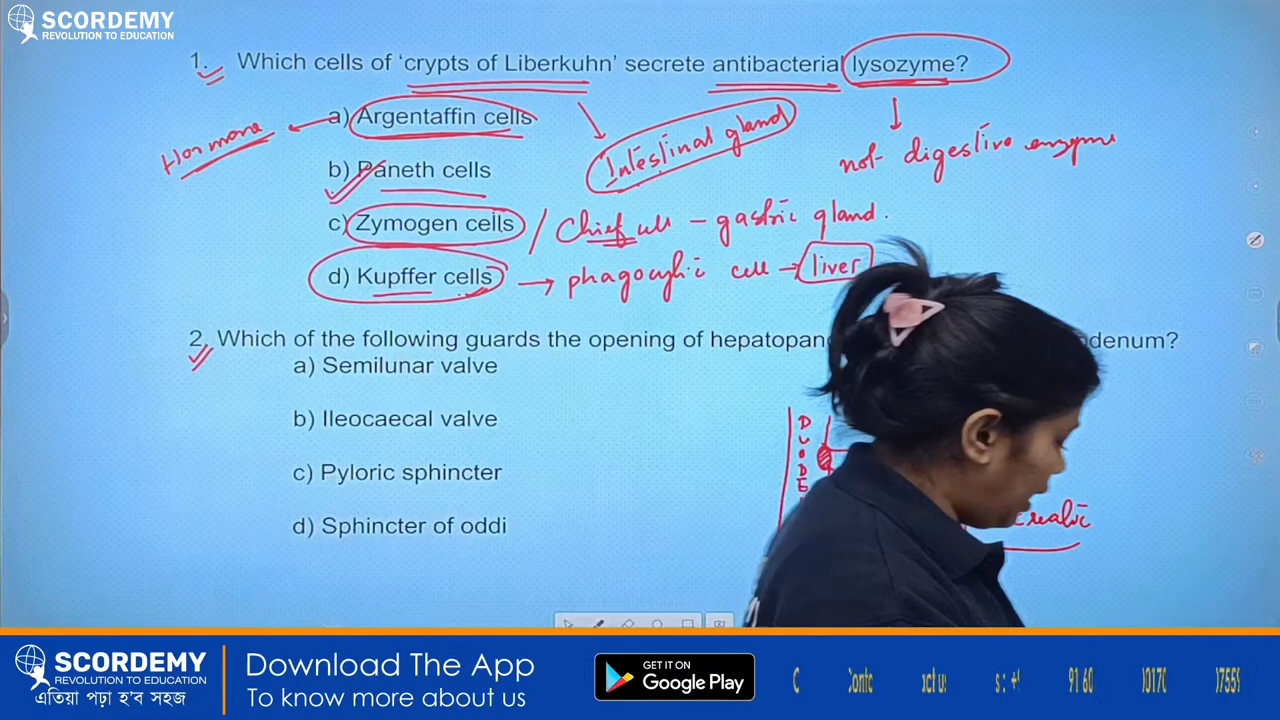 SCORDEMY
REVOLUTION TO EDUCATION
1. Which cells of 'crypts of Liberkuhn' secrete antibacterial lysozyme?
a) Argentaffin cells
Hormone
Intestinal gland
not digestive enzyme
b) Paneth cells
c) Zymogen cells / Chief cells - gastric gland.
d) Kupffer cells → phagocytic cell → liver
2. Which of the following guards the opening of
a) Semilunar valve
b) Ileocaecal valve
c) Pyloric sphincter
d) Sphincter of oddi
SCORDEMY
REVOLUTION TO EDUCATION
এতিয়া পঢ়া হ'ব সহজ
Download The App
To know more about us
GET IT ON
Google Play